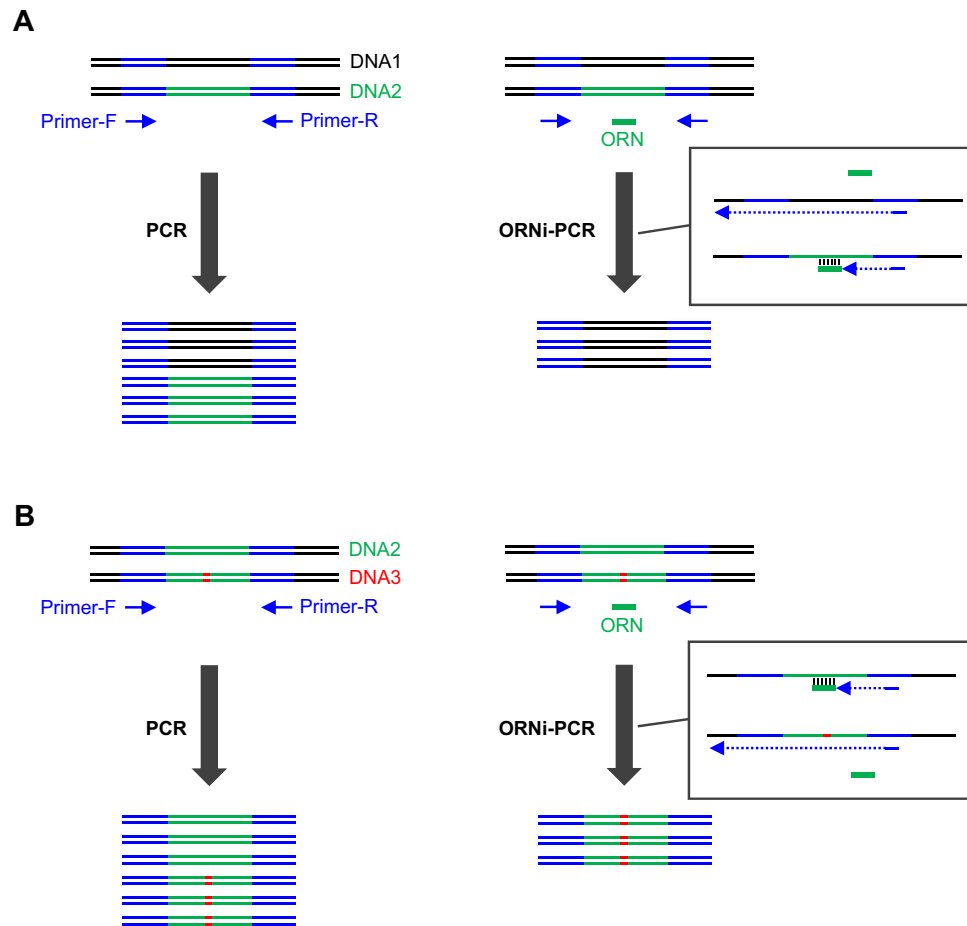 A
DNA1
DNA2
Primer-F
Primer-R
ORN
PCR
ORNi-PCR
B
DNA2
DNA3
Primer-F
Primer-R
ORN
PCR
ORNi-PCR